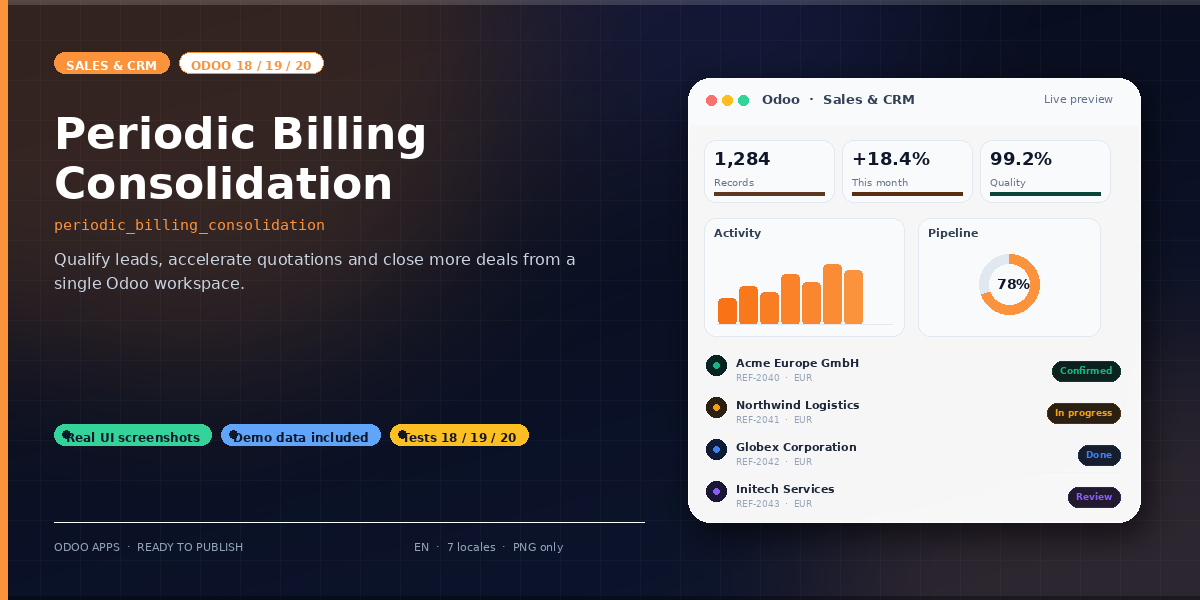 SALES & CRM
ODOO 18 / 19 / 20
Periodic Billing
Consolidation
periodic_billing_consolidation
Qualify leads, accelerate quotations and close more deals from a
single Odoo workspace.
Real UI screenshots
Demo data included
Tests 18 / 19 / 20
ODOO APPS · READY TO PUBLISH
EN · 7 locales · PNG only
Odoo · Sales & CRM
Live preview
1,284
Records
+18.4%
This month
99.2%
Quality
Activity
Pipeline
78%
Acme Europe GmbH
REF-2040 · EUR
Confirmed
Northwind Logistics
REF-2041 · EUR
In progress
Globex Corporation
REF-2042 · EUR
Done
Initech Services
REF-2043 · EUR
Review